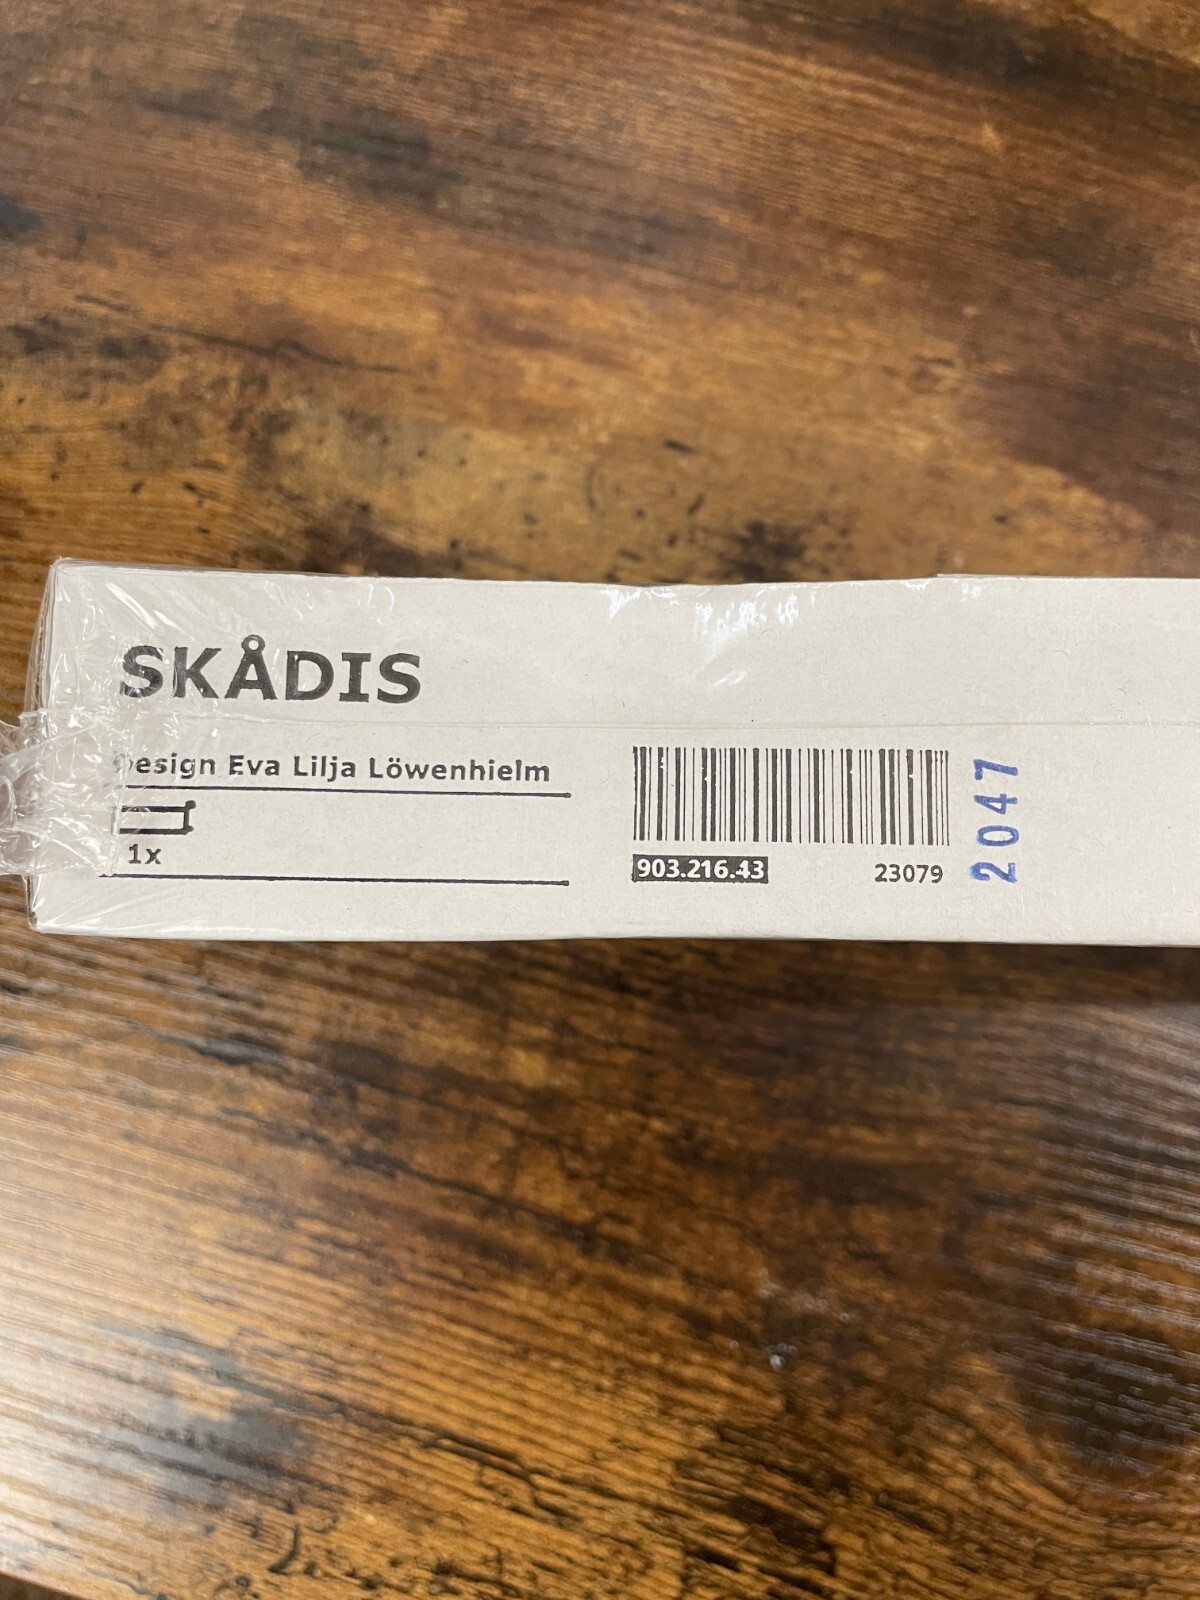 SKÅDIS
Design Eva Lilja Löwenhielm
1x
903.216.43 23079
2047